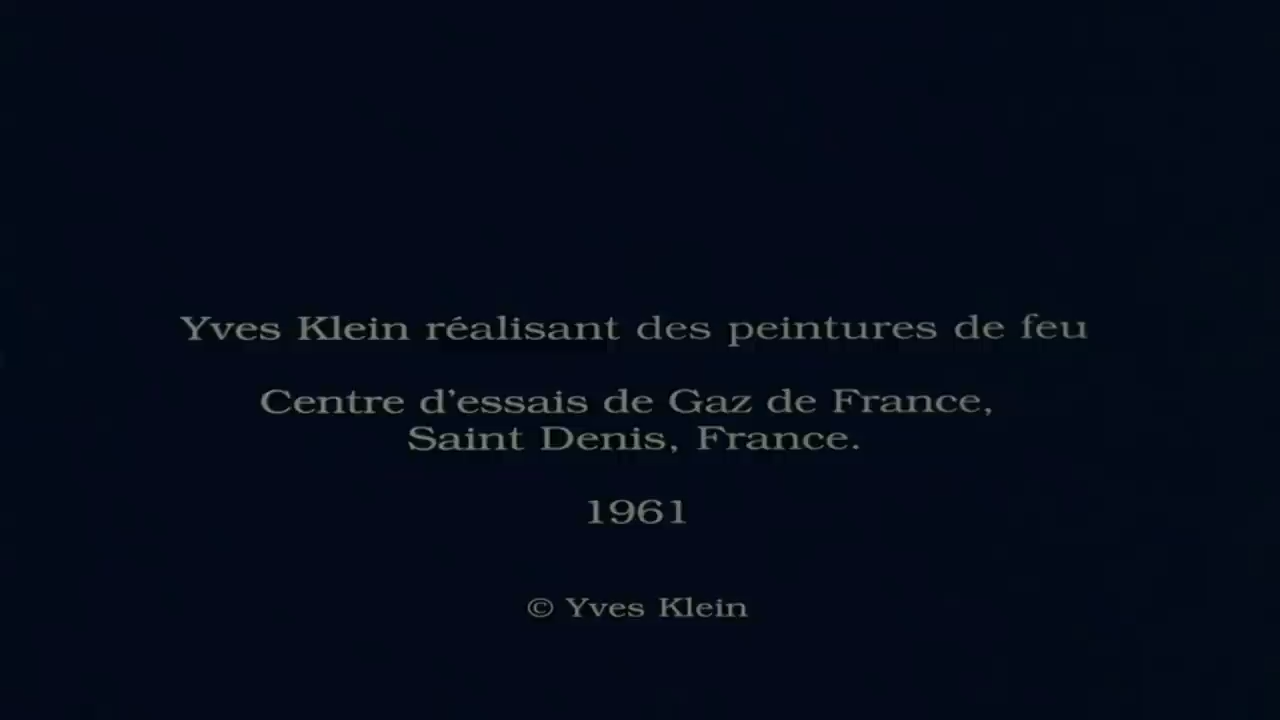 Yves Klein réalisant des peintures de feu
Centre d'essais de Gaz de France,
Saint Denis, France.
1961
© Yves Klein